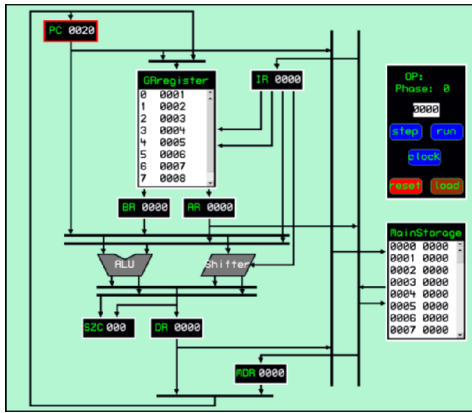 PC 0020
GRregister
0 0001
1 0002
2 0003
3 0004
4 0005
5 0006
6 0007
7 0008
IR 0000
OP:
Phase: 0
0000
step run
clock
reset load
BR 0000 AR 0000
MainStorage
0000 0000
0001 0000
0002 0000
0003 0000
0004 0000
0005 0000
0006 0000
0007 0000
ALU Shifter
SZC 000 DR 0000
MDR 0000